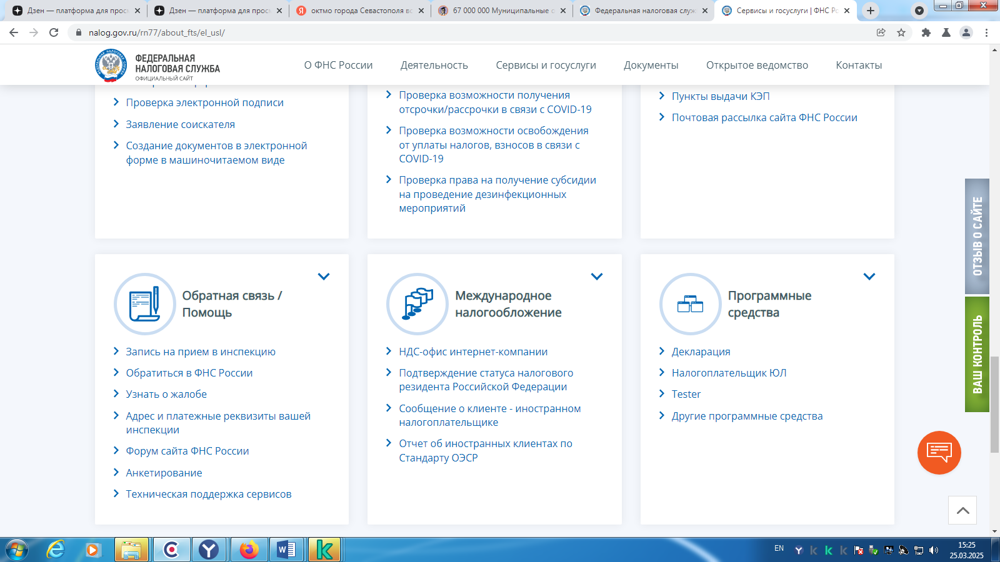 Дзен — платформа для прос
Дзен — платформа для прос
октмо города Севастополя вс
67 000 000 Муниципальные о
Федеральная налоговая служ
Сервисы и госуслуги | ФНС Ро
nalog.gov.ru/rn77/about_fts/el_usl/
ФЕДЕРАЛЬНАЯ
НАЛОГОВАЯ СЛУЖБА
ОФИЦИАЛЬНЫЙ САЙТ
О ФНС России
Деятельность
Сервисы и госуслуги
Документы
Открытое ведомство
Контакты
Проверка электронной подписи
Заявление соискателя
Создание документов в электронной
форме в машиночитаемом виде
Проверка возможности получения
отсрочки/рассрочки в связи с COVID-19
Проверка возможности освобождения
от уплаты налогов, взносов в связи с
COVID-19
Проверка права на получение субсидии
на проведение дезинфекционных
мероприятий
Пункты выдачи КЭП
Почтовая рассылка сайта ФНС России
ОТЗЫВ О САЙТЕ
ВАШ КОНТРОЛЬ
Обратная связь /
Помощь
Запись на прием в инспекцию
Обратиться в ФНС России
Узнать о жалобе
Адрес и платежные реквизиты вашей
инспекции
Форум сайта ФНС России
Анкетирование
Техническая поддержка сервисов
Международное
налогообложение
НДС-офис интернет-компании
Подтверждение статуса налогового
резидента Российской Федерации
Сообщение о клиенте - иностранном
налогоплательщике
Отчет об иностранных клиентах по
Стандарту ОЭСР
Программные
средства
Декларация
Налогоплательщик ЮЛ
Tester
Другие программные средства
EN
15:25
25.03.2025